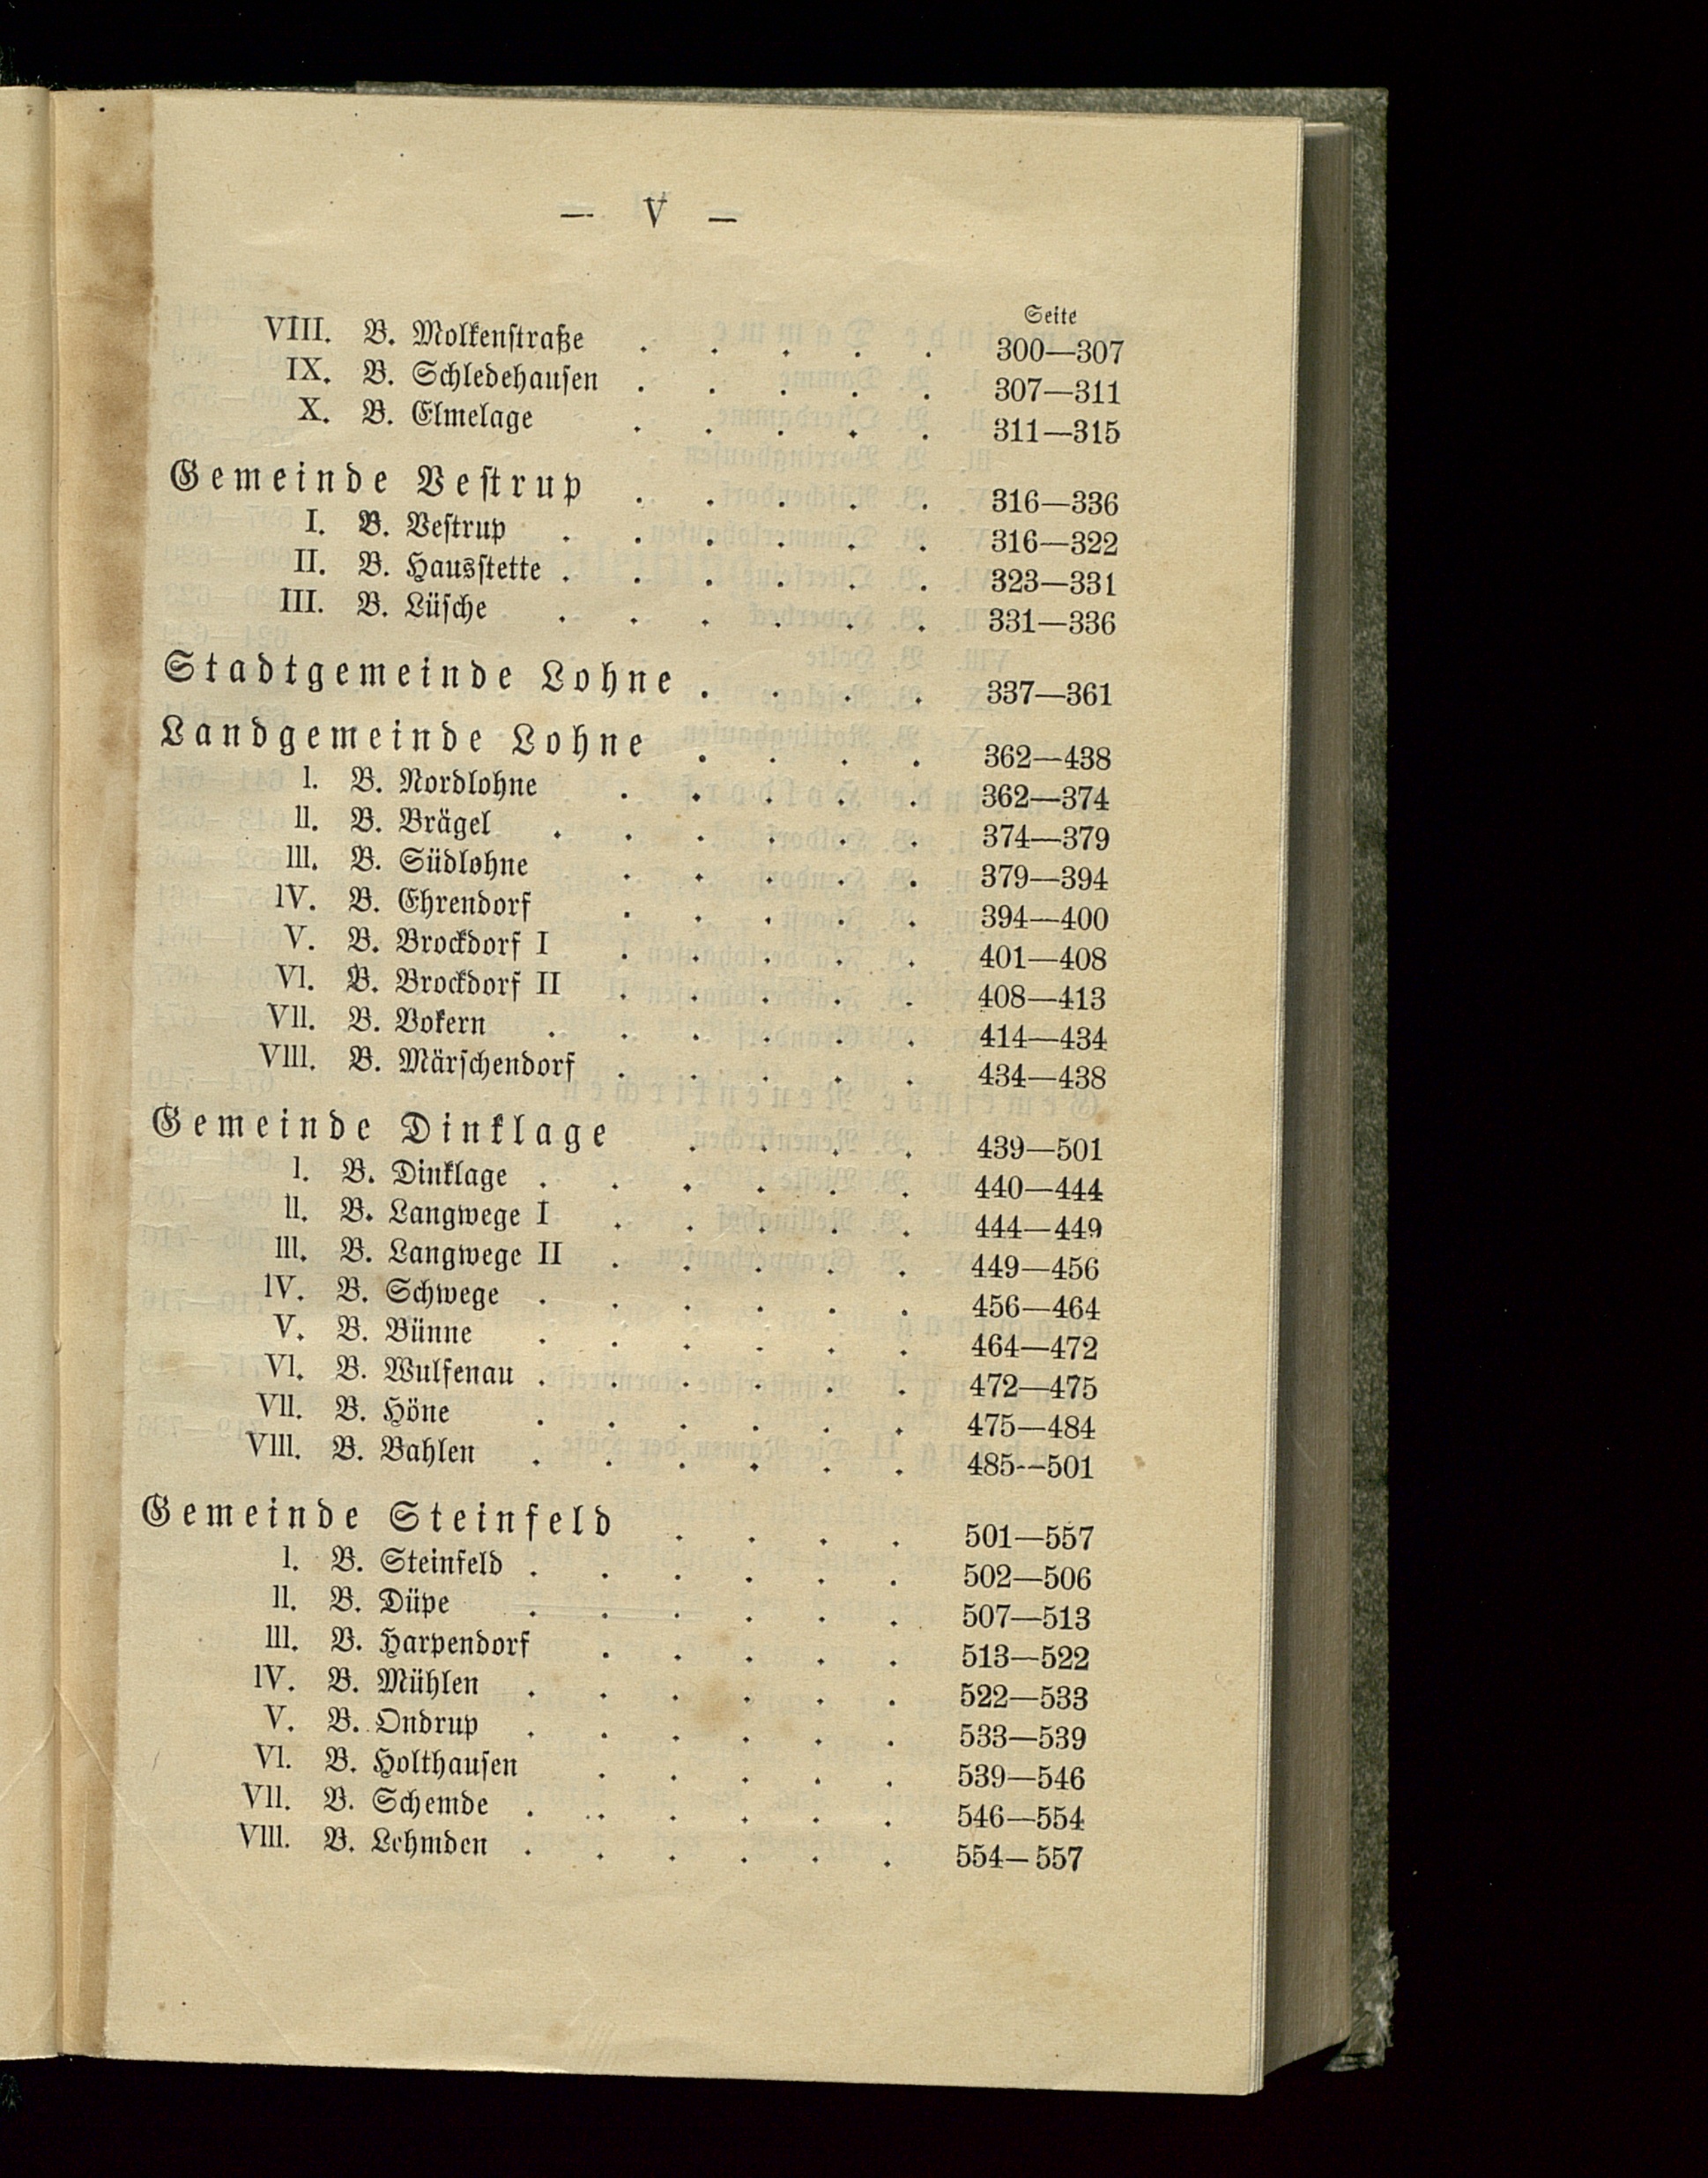 — V —
Seite
VIII. B. Molkenstraße . . . . . 300—307
IX. B. Schledehausen . . . . . 307—311
X. B. Elmelage . . . . . 311—315
Gemeinde Vestrup . . . . . 316—336
I. B. Vestrup . . . . . . 316—322
II. B. Hausstette . . . . . . 323—331
III. B. Lüsche . . . . . . 331—336
Stadtgemeinde Lohne . . . . 337—361
Landgemeinde Lohne . . . . 362—438
I. B. Nordlohne . . . . . 362—374
II. B. Brägel . . . . . . 374—379
III. B. Südlohne . . . . . 379—394
IV. B. Ehrendorf . . . . . 394—400
V. B. Brockdorf I . . . . . 401—408
VI. B. Brockdorf II . . . . . 408—413
VII. B. Vokern . . . . . . 414—434
VIII. B. Märschendorf . . . . . 434—438
Gemeinde Dinklage . . . . 439—501
I. B. Dinklage . . . . . . 440—444
II. B. Langwege I . . . . . 444—449
III. B. Langwege II . . . . . 449—456
IV. B. Schwege . . . . . . 456—464
V. B. Bünne . . . . . . 464—472
VI. B. Wulfenau . . . . . . 472—475
VII. B. Höne . . . . . . 475—484
VIII. B. Bahlen . . . . . . 485--501
Gemeinde Steinfeld . . . . 501—557
I. B. Steinfeld . . . . . . 502—506
II. B. Düpe . . . . . . 507—513
III. B. Harpendorf . . . . . 513—522
IV. B. Mühlen . . . . . . 522—533
V. B. Ondrup . . . . . . 533—539
VI. B. Holthausen . . . . . 539—546
VII. B. Schemde . . . . . . 546—554
VIII. B. Lehmden . . . . . . 554—557